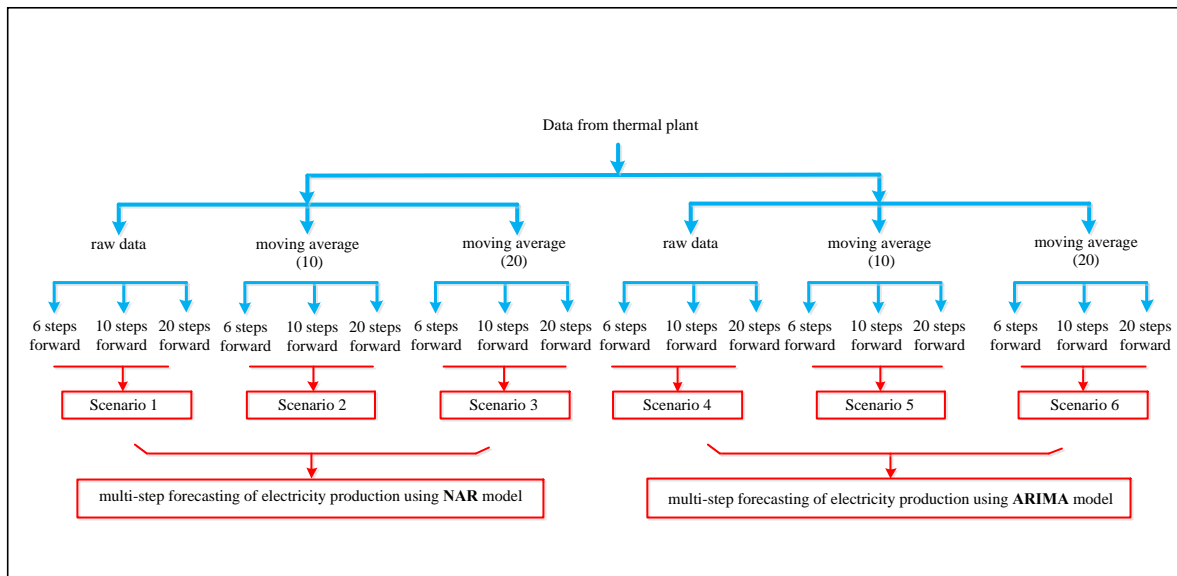 Data from thermal plant
raw data
moving average
(10)
moving average
(20)
raw data
moving average
(10)
moving average
(20)
6 steps
forward
10 steps
forward
20 steps
forward
6 steps
forward
10 steps
forward
20 steps
forward
6 steps
forward
10 steps
forward
20 steps
forward
6 steps
forward
10 steps
forward
20 steps
forward
6 steps
forward
10 steps
forward
20 steps
forward
6 steps
forward
10 steps
forward
20 steps
forward
Scenario 1
Scenario 2
Scenario 3
Scenario 4
Scenario 5
Scenario 6
multi-step forecasting of electricity production using NAR model
multi-step forecasting of electricity production using ARIMA model